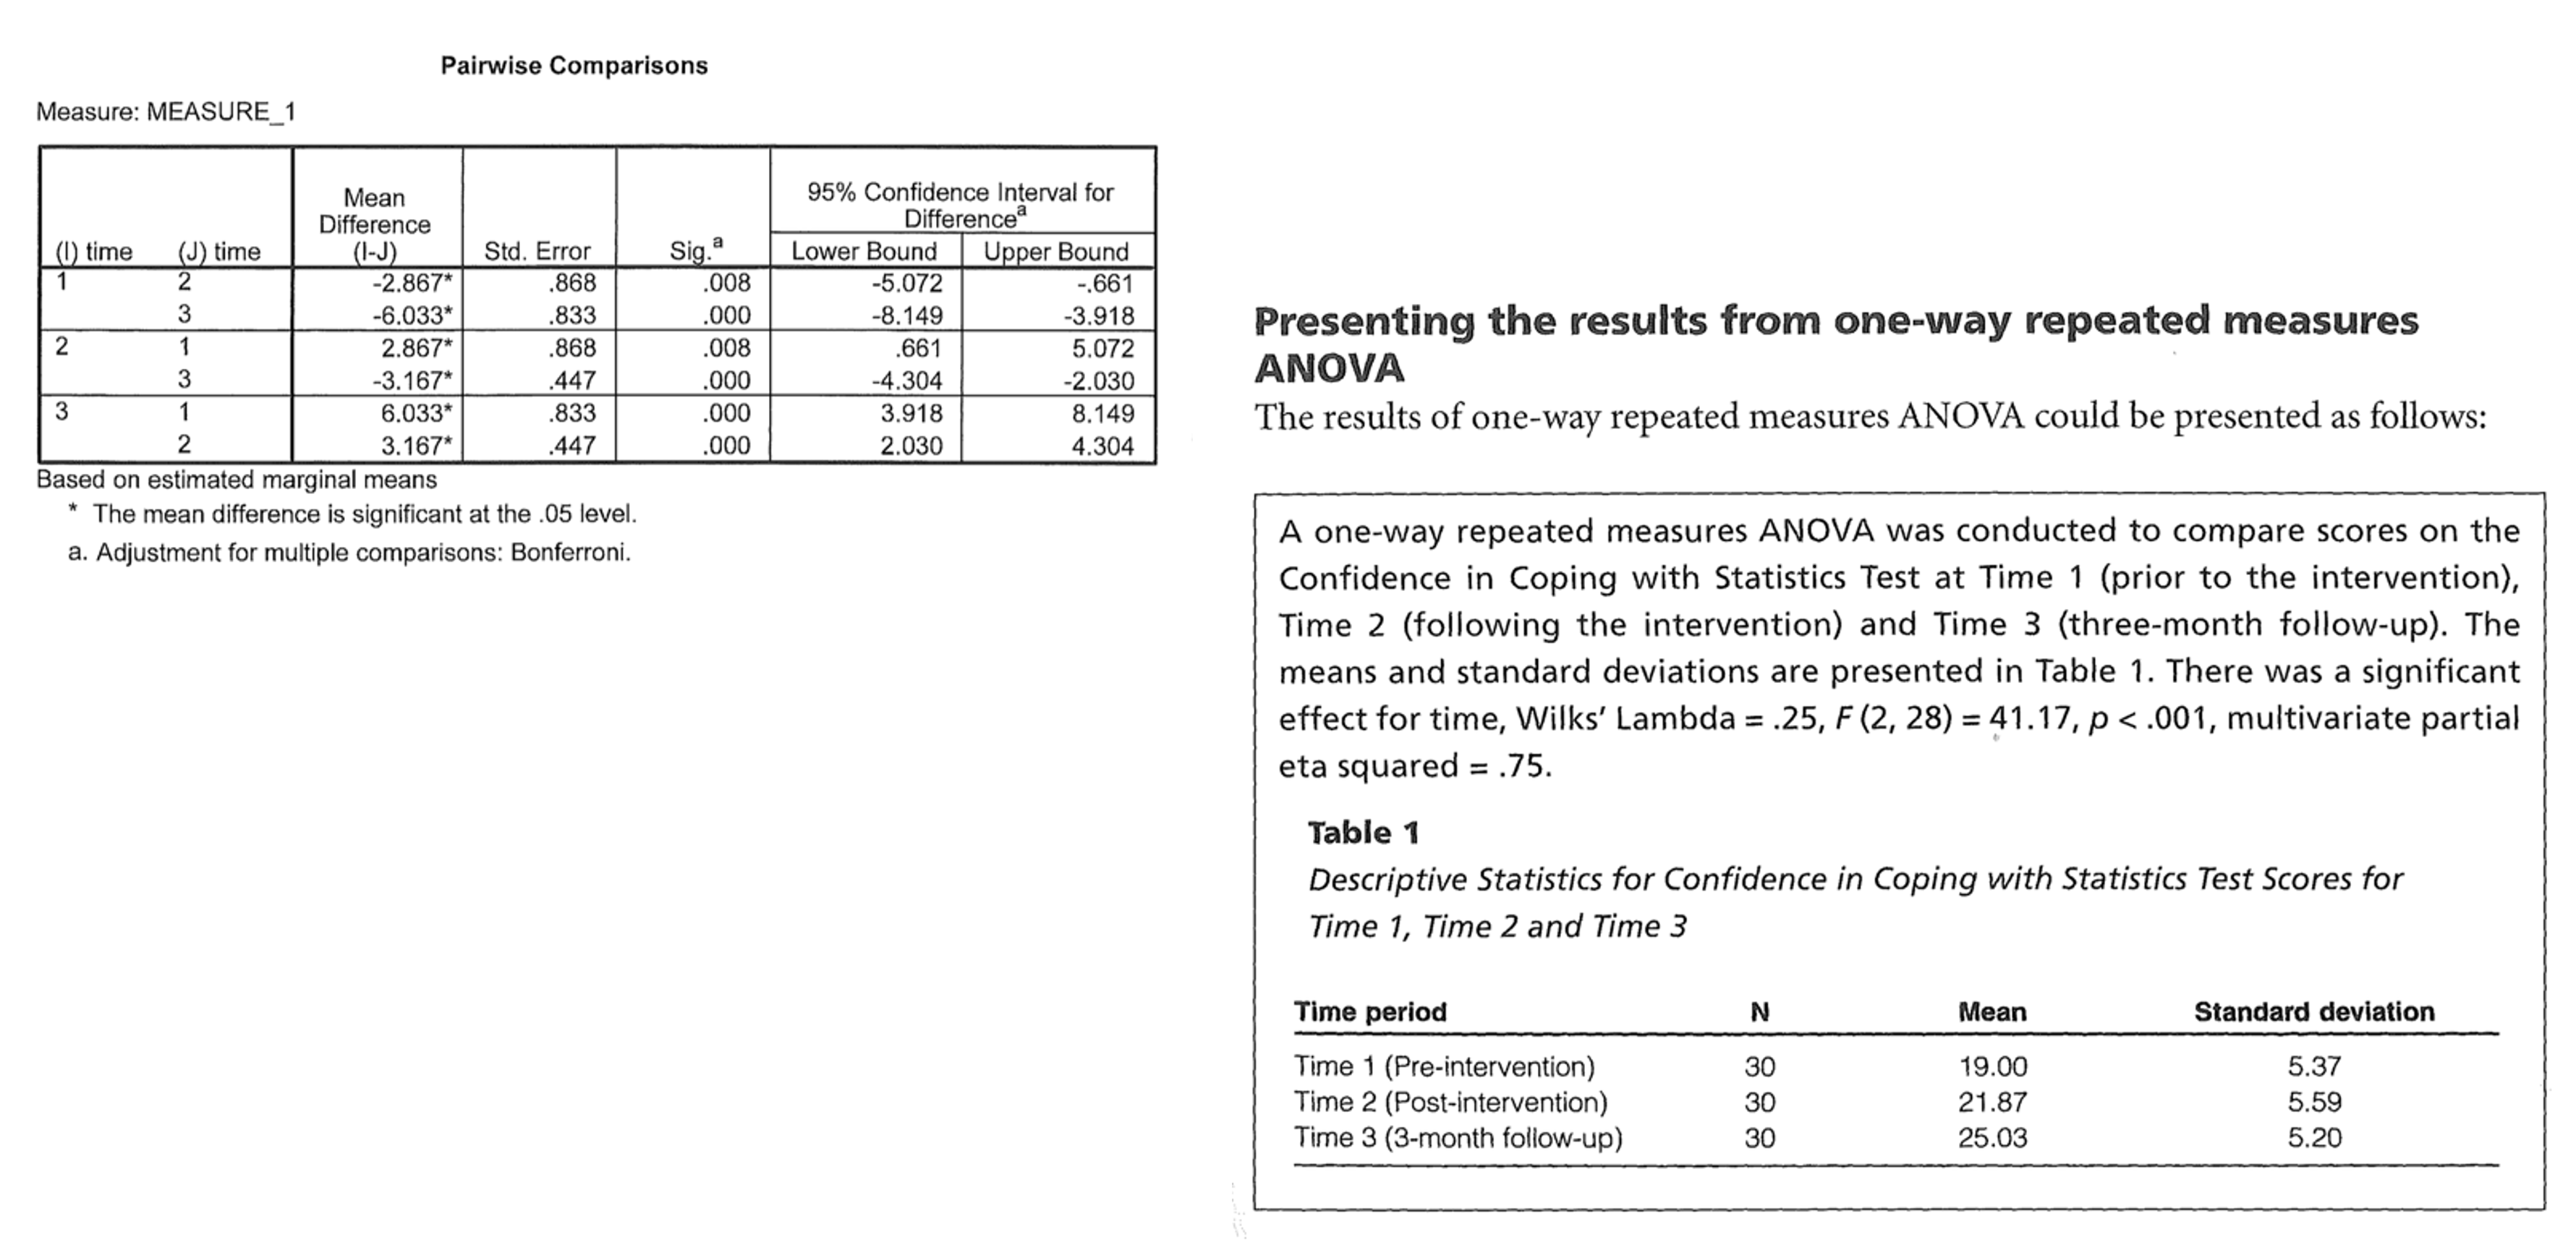 Pairwise Comparisons
Measure: MEASURE_1
(I) time (J) time Mean Difference (I-J) Std. Error Sig.a 95% Confidence Interval for Differencea
Lower Bound Upper Bound
1 2 -2.867* .868 .008 -5.072 -.661
3 -6.033* .833 .000 -8.149 -3.918
2 1 2.867* .868 .008 .661 5.072
3 -3.167* .447 .000 -4.304 -2.030
3 1 6.033* .833 .000 3.918 8.149
2 3.167* .447 .000 2.030 4.304
Based on estimated marginal means
* The mean difference is significant at the .05 level.
a. Adjustment for multiple comparisons: Bonferroni.
Presenting the results from one-way repeated measures
ANOVA
The results of one-way repeated measures ANOVA could be presented as follows:
A one-way repeated measures ANOVA was conducted to compare scores on the
Confidence in Coping with Statistics Test at Time 1 (prior to the intervention),
Time 2 (following the intervention) and Time 3 (three-month follow-up). The
means and standard deviations are presented in Table 1. There was a significant
effect for time, Wilks' Lambda = .25, F (2, 28) = 41.17, p < .001, multivariate partial
eta squared = .75.
Table 1
Descriptive Statistics for Confidence in Coping with Statistics Test Scores for
Time 1, Time 2 and Time 3
Time period N Mean Standard deviation
Time 1 (Pre-intervention) 30 19.00 5.37
Time 2 (Post-intervention) 30 21.87 5.59
Time 3 (3-month follow-up) 30 25.03 5.20